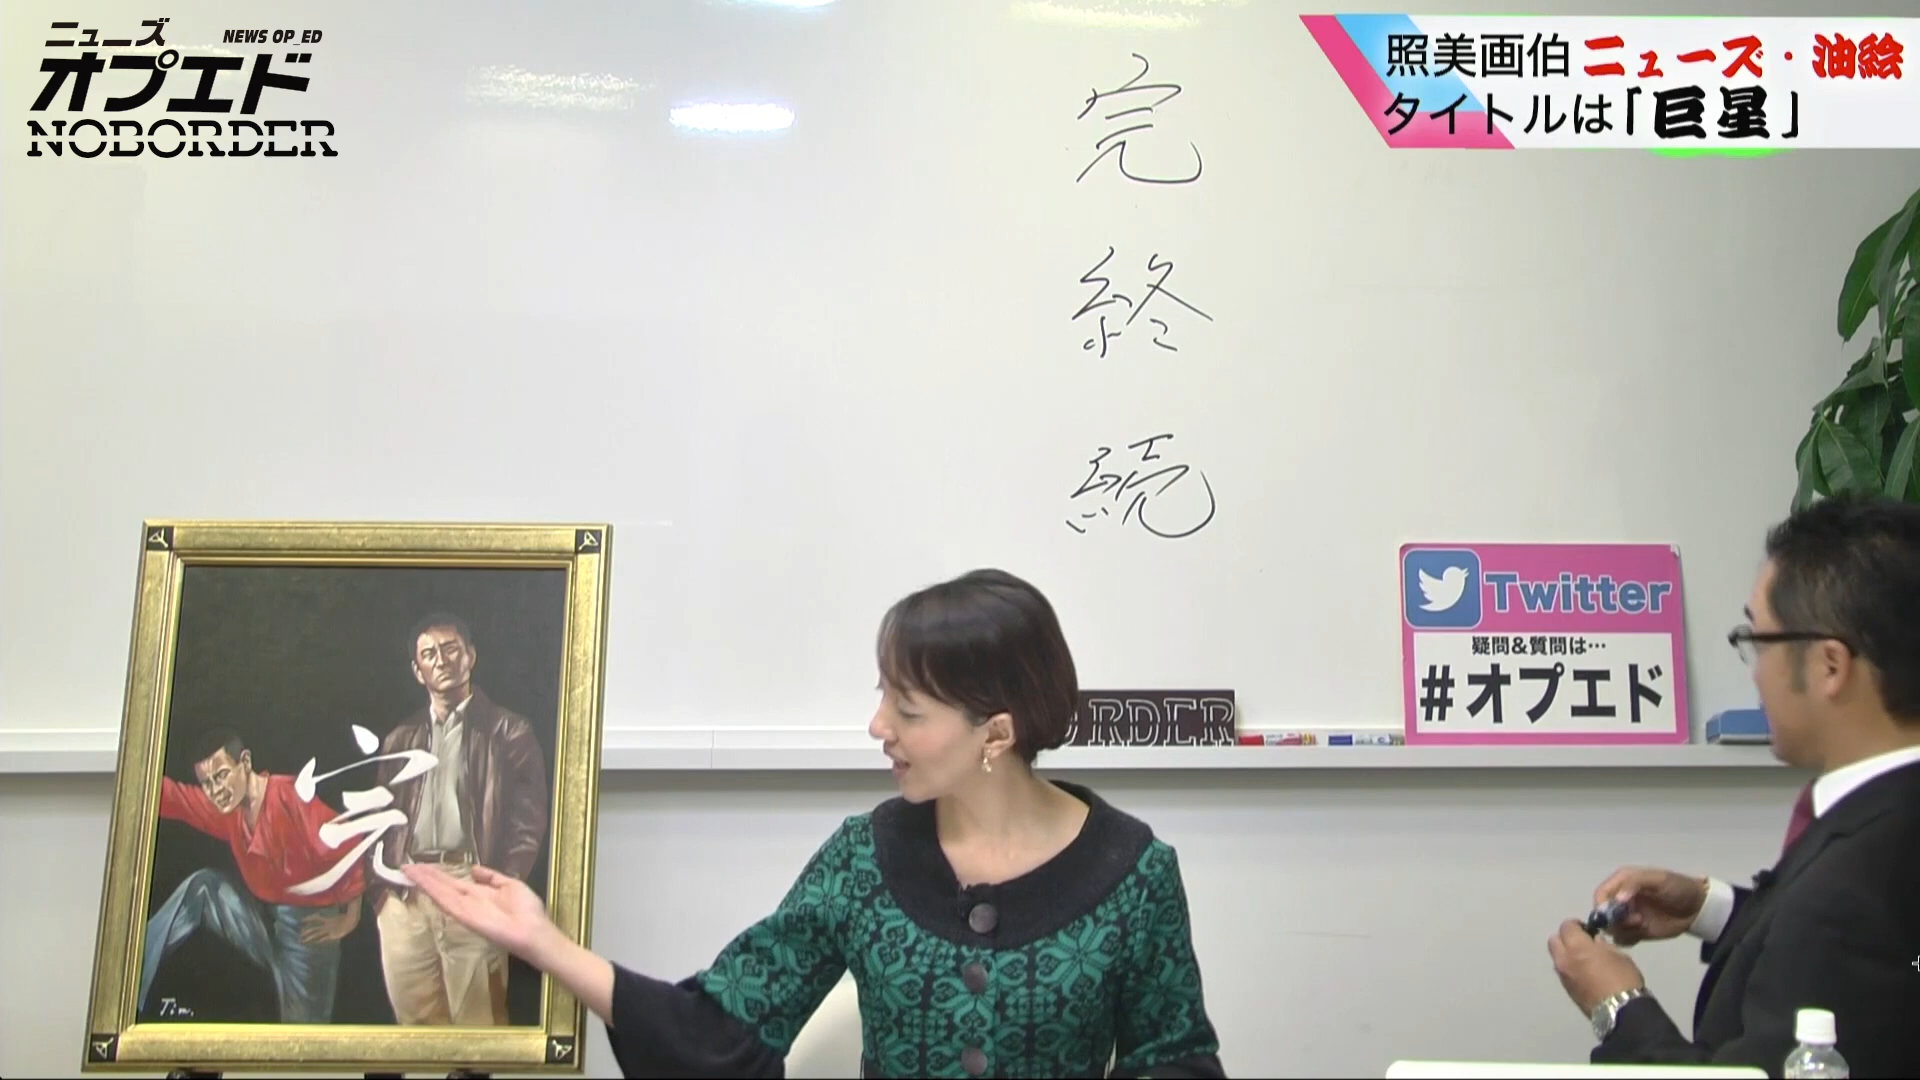 ニューズ NEWS OP_ED
オプエド
NOBORDER
照美画伯 ニューズ・油絵
タイトルは「巨星」
完
終
続
Twitter
疑問&質問は…
#オプエド
ORDER
完
Tim.